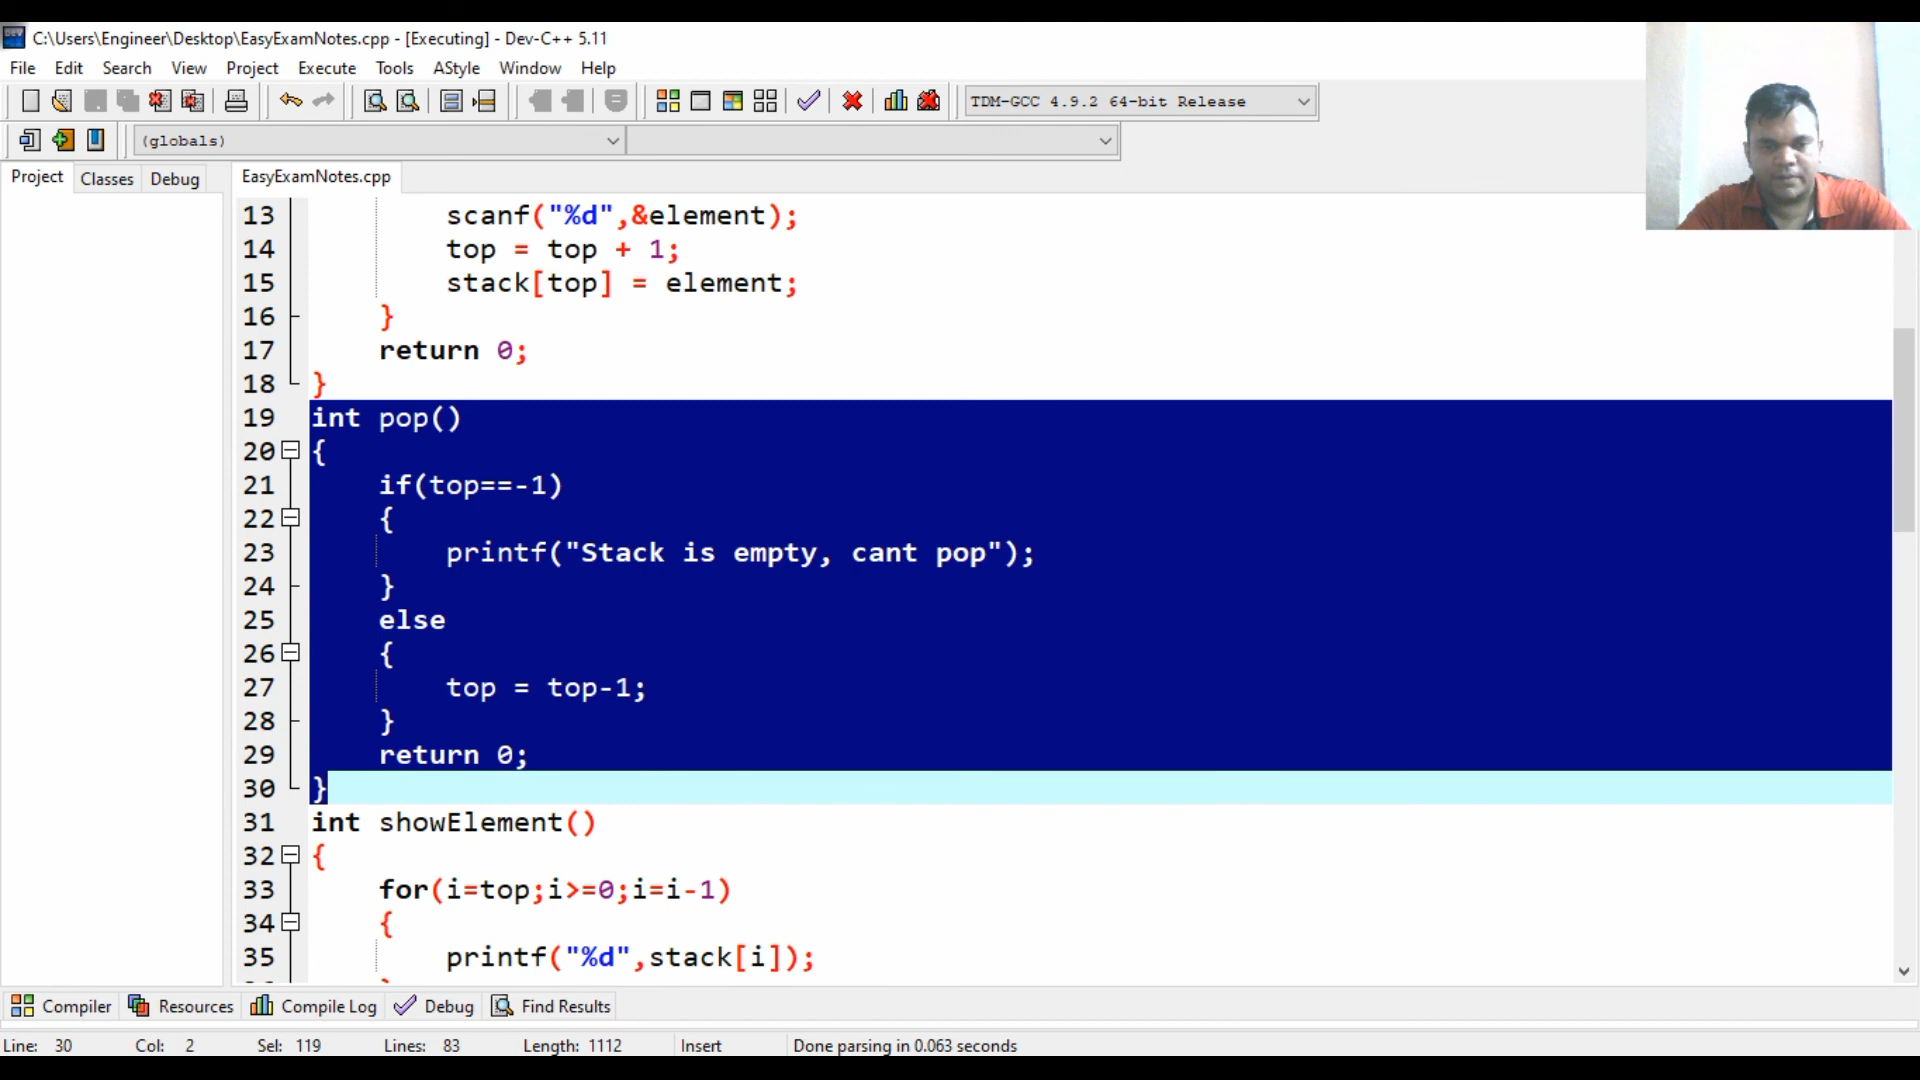 C:\Users\Engineer\Desktop\EasyExamNotes.cpp - [Executing] - Dev-C++ 5.11
File Edit Search View Project Execute Tools AStyle Window Help
TDM-GCC 4.9.2 64-bit Release
(globals)
Project Classes Debug EasyExamNotes.cpp
13 scanf("%d",&element);
14 top = top + 1;
15 stack[top] = element;
16 }
17 return 0;
18 }
19 int pop()
20 {
21 if(top==-1)
22 {
23 printf("Stack is empty, cant pop");
24 }
25 else
26 {
27 top = top-1;
28 }
29 return 0;
30 }
31 int showElement()
32 {
33 for(i=top;i>=0;i=i-1)
34 {
35 printf("%d",stack[i]);
Compiler Resources Compile Log Debug Find Results
Line: 30 Col: 2 Sel: 119 Lines: 83 Length: 1112 Insert Done parsing in 0.063 seconds